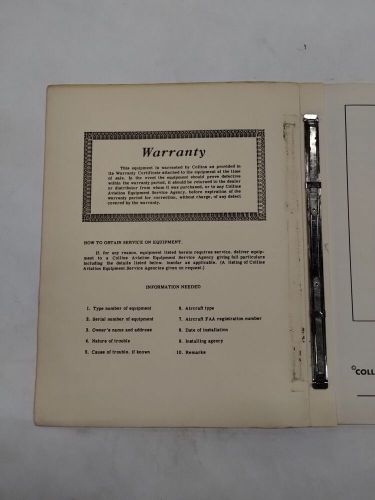 Warranty
This equipment is warranted by Collins as provided in
its Warranty Certificate attached to the equipment at the time
of sale. In the event the equipment should prove defective
within the warranty period, it should be returned to the dealer
or distributor from whom it was purchased, or to any Collins
Aviation Equipment Service Agency, before expiration of the
warranty period for correction, without charge, of any defect
covered by the warranty.
HOW TO OBTAIN SERVICE ON EQUIPMENT.
If, for any reason, equipment listed herein requires service, deliver equip-
ment to a Collins Aviation Equipment Service Agency giving full particulars
including the details listed below, insofar as applicable. (A listing of Collins
Aviation Equipment Service Agencies given on request.)
INFORMATION NEEDED
1. Type number of equipment
2. Serial number of equipment
3. Owner's name and address
4. Nature of trouble
5. Cause of trouble, if known
6. Aircraft type
7. Aircraft FAA registration number
8. Date of installation
9. Installing agency
10. Remarks
©COLL